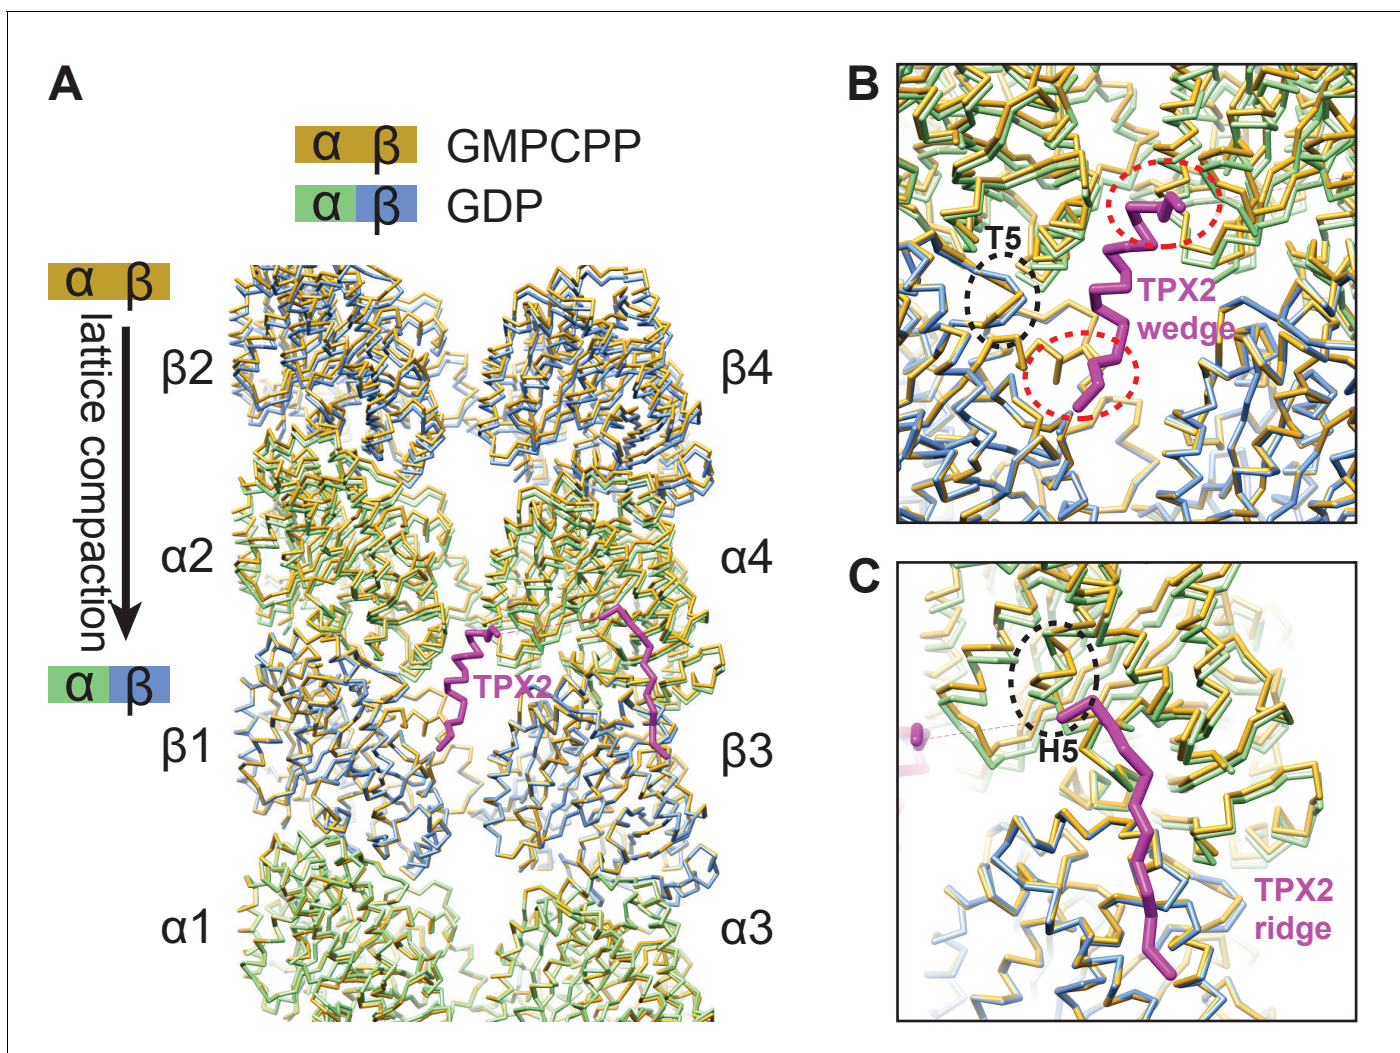 A
α β GMPCPP
α β GDP
α β
lattice compaction
α β
β2
α2
β1
α1
β4
α4
β3
α3
TPX2
B
T5
TPX2
wedge
C
H5
TPX2
ridge